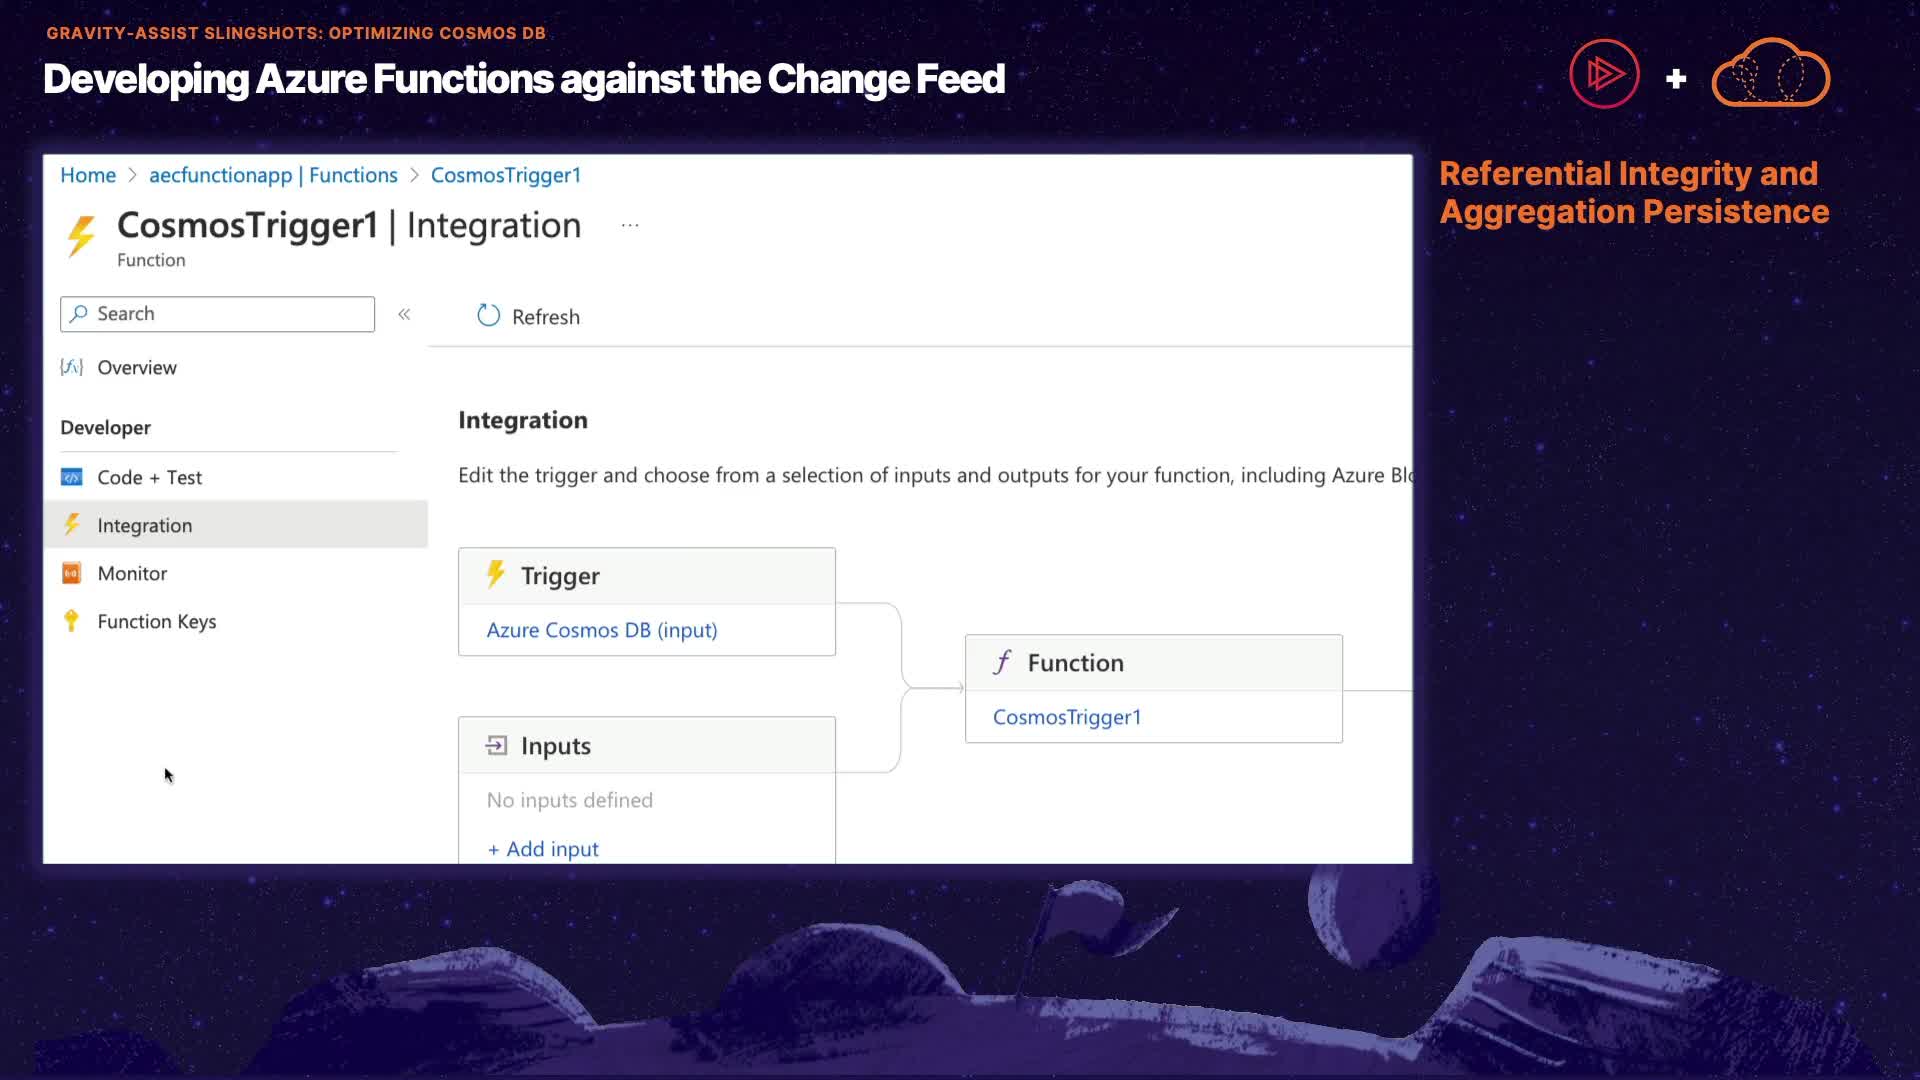 GRAVITY-ASSIST SLINGSHOTS: OPTIMIZING COSMOS DB
Developing Azure Functions against the Change Feed
Referential Integrity and
Aggregation Persistence
Home > aecfunctionapp | Functions > CosmosTrigger1
CosmosTrigger1 | Integration ...
Function
Search
Refresh
Overview
Developer
Code + Test
Integration
Monitor
Function Keys
Integration
Edit the trigger and choose from a selection of inputs and outputs for your function, including Azure Blo
Trigger
Azure Cosmos DB (input)
Inputs
No inputs defined
+ Add input
Function
CosmosTrigger1